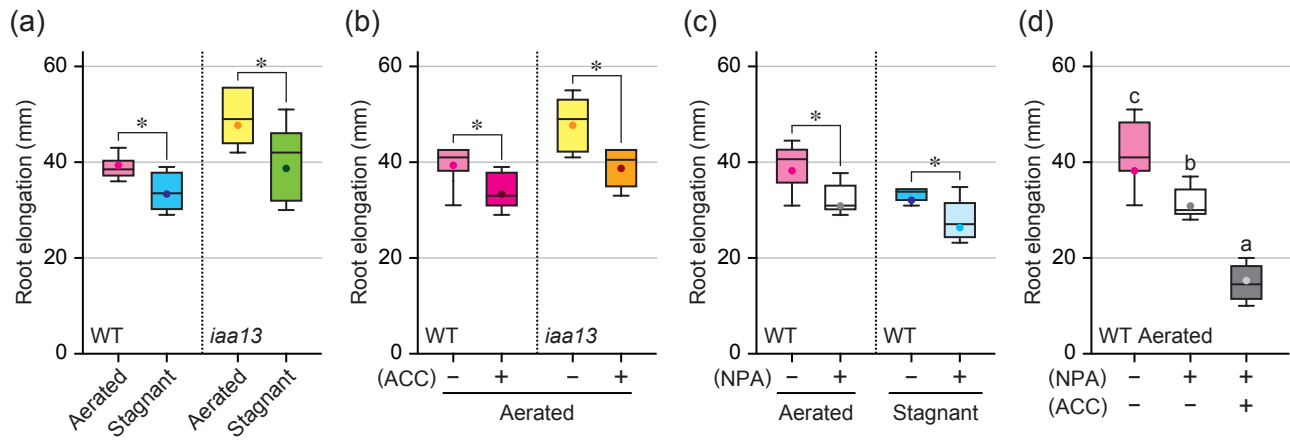 (a)
Root elongation (mm)
60
40
20
0
*
*
WT
iaa13
Aerated
Stagnant
Aerated
Stagnant
(b)
Root elongation (mm)
60
40
20
0
*
*
WT
iaa13
(ACC) − + − +
Aerated
(c)
Root elongation (mm)
60
40
20
0
*
*
WT
WT
(NPA) − + − +
Aerated
Stagnant
(d)
Root elongation (mm)
60
40
20
0
c
b
a
WT Aerated
(NPA) − + +
(ACC) − − +